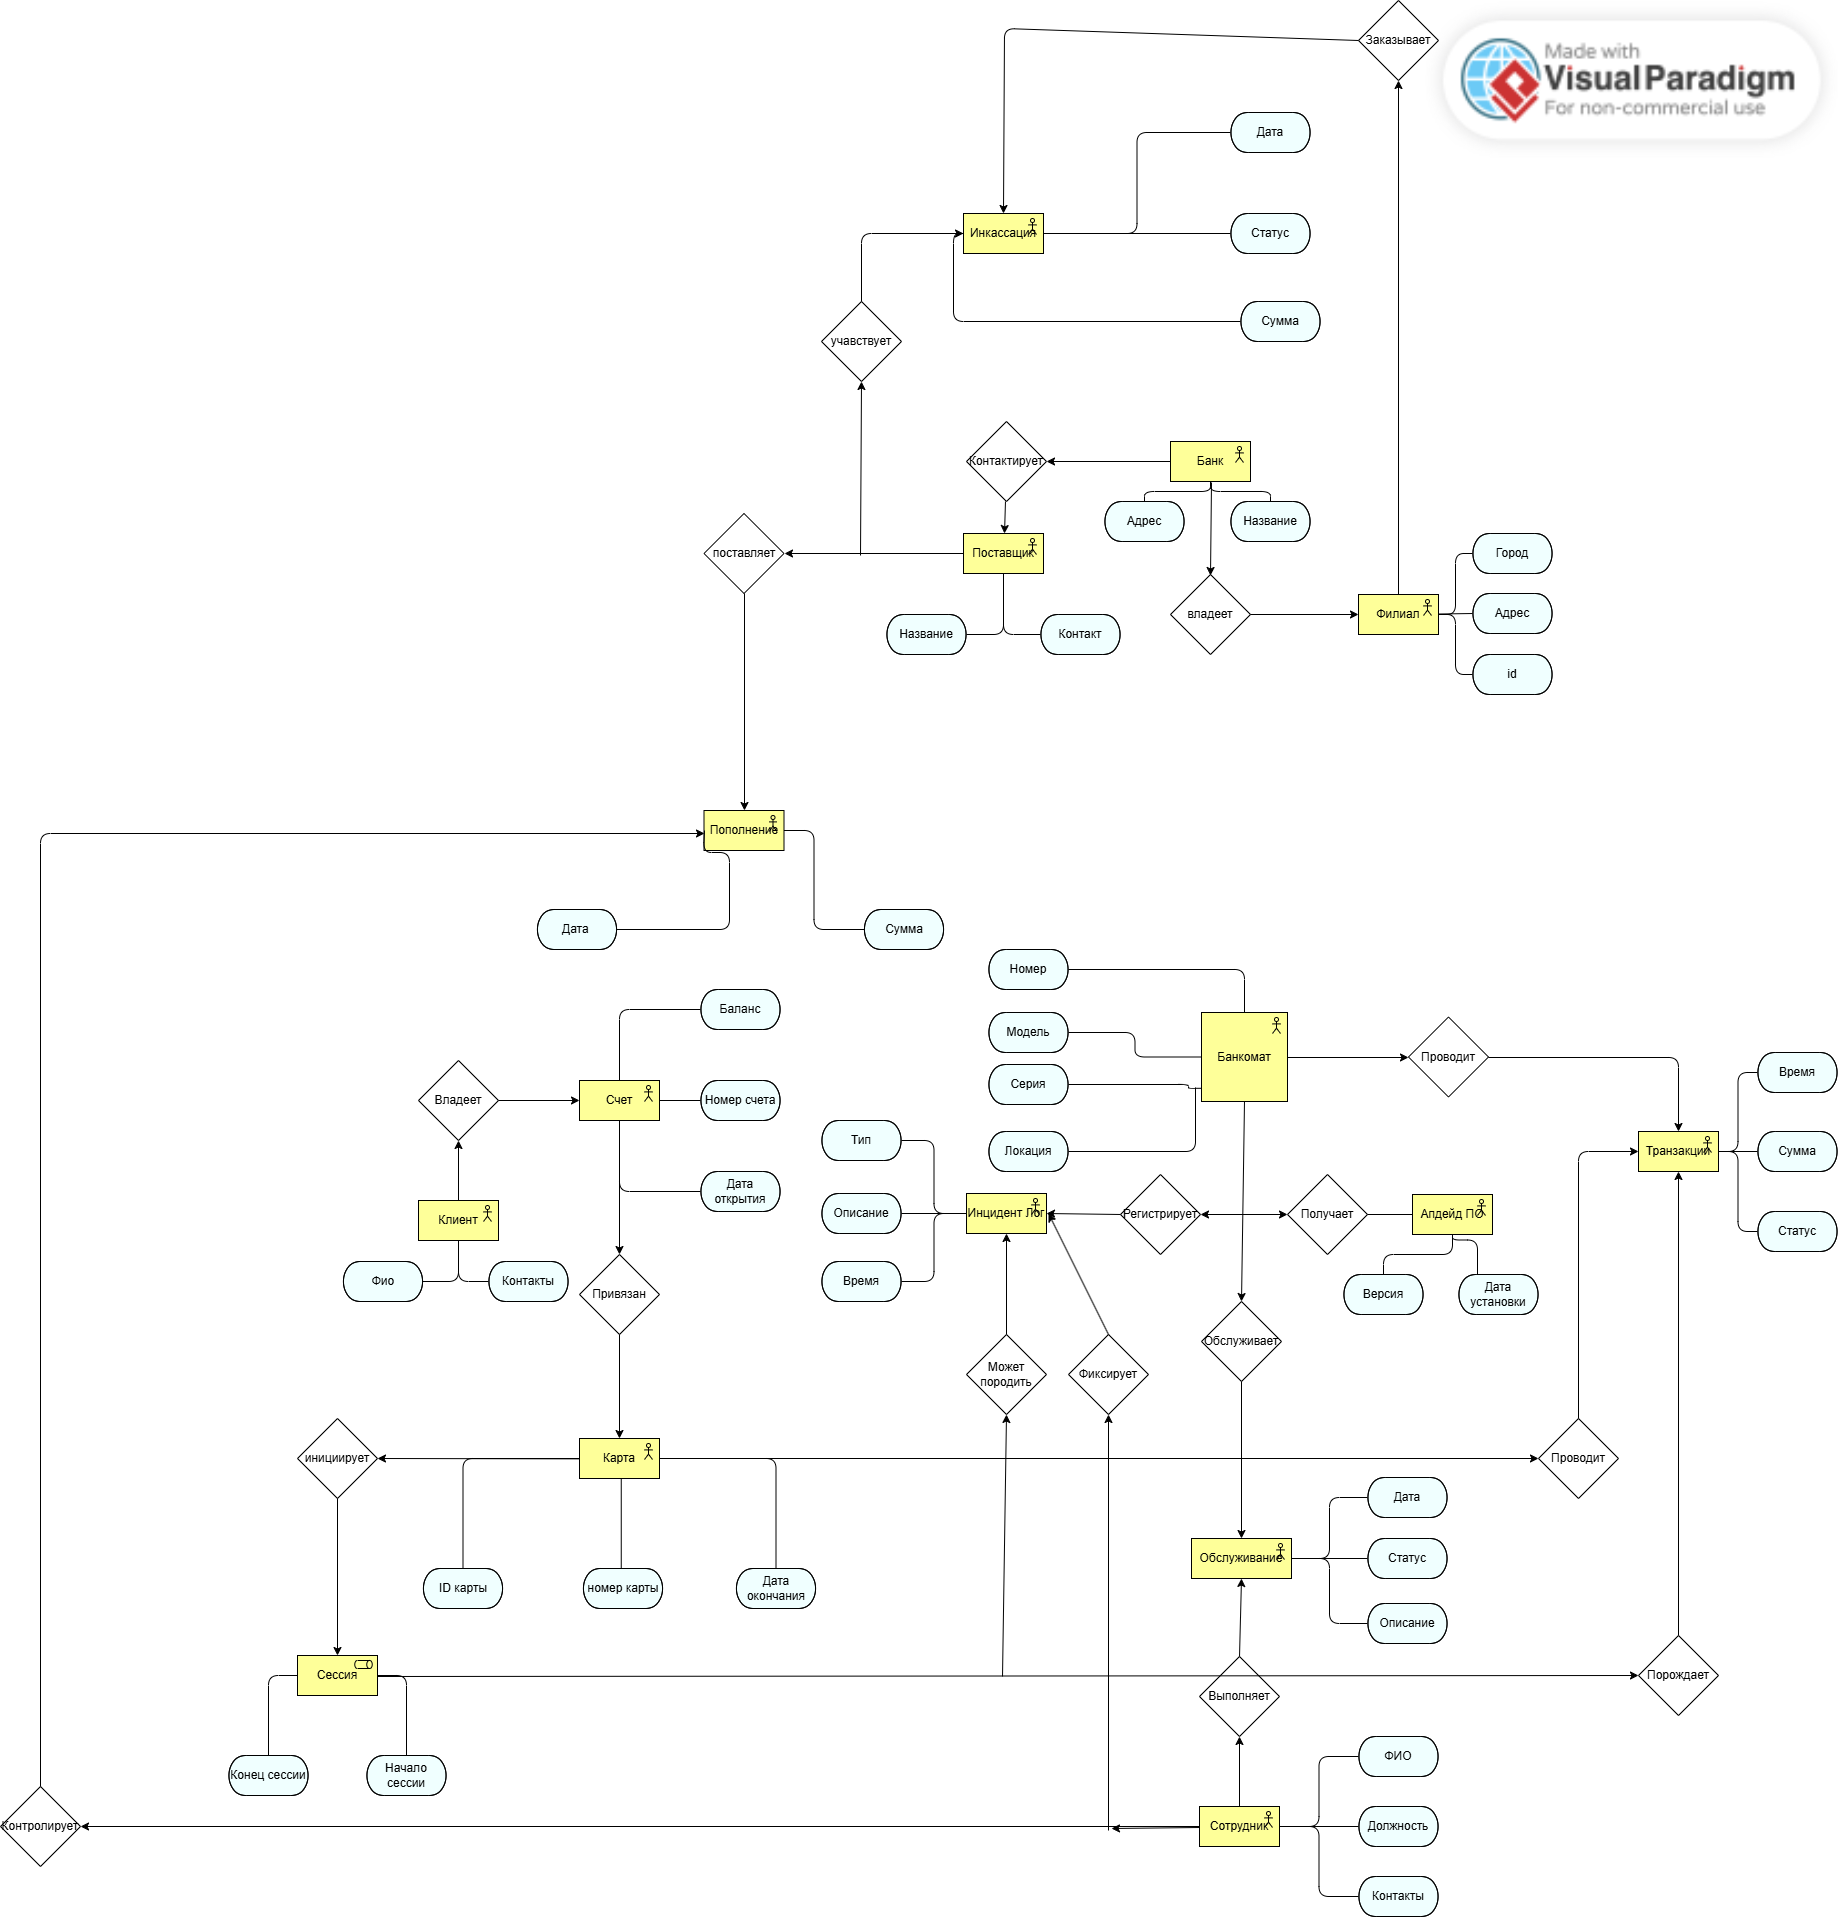 Заказывает
Made with
Visual Paradigm
For non-commercial use
Дата
Инкассация
Статус
Сумма
учавствует
Контактирует
Банк
Адрес
Название
поставляет
Поставщик
Город
владеет
Филиал
Адрес
Название
Контакт
id
Пополнение
Дата
Сумма
Номер
Баланс
Модель
Банкомат
Проводит
Время
Серия
Владеет
Счет
Номер счета
Тип
Локация
Транзакция
Сумма
Дата
открытия
Клиент
Описание
Инцидент Лог
Регистрирует
Получает
Апдейд ПО
Статус
Фио
Контакты
Время
Привязан
Версия
Дата
установки
Обслуживает
Может
породить
Фиксирует
инициирует
Карта
Проводит
Дата
ID карты
номер карты
Дата
окончания
Обслуживание
Статус
Описание
Сессия
Порождает
Выполняет
Конец сессии
Начало
сессии
ФИО
Контролирует
Сотрудник
Должность
Контакты